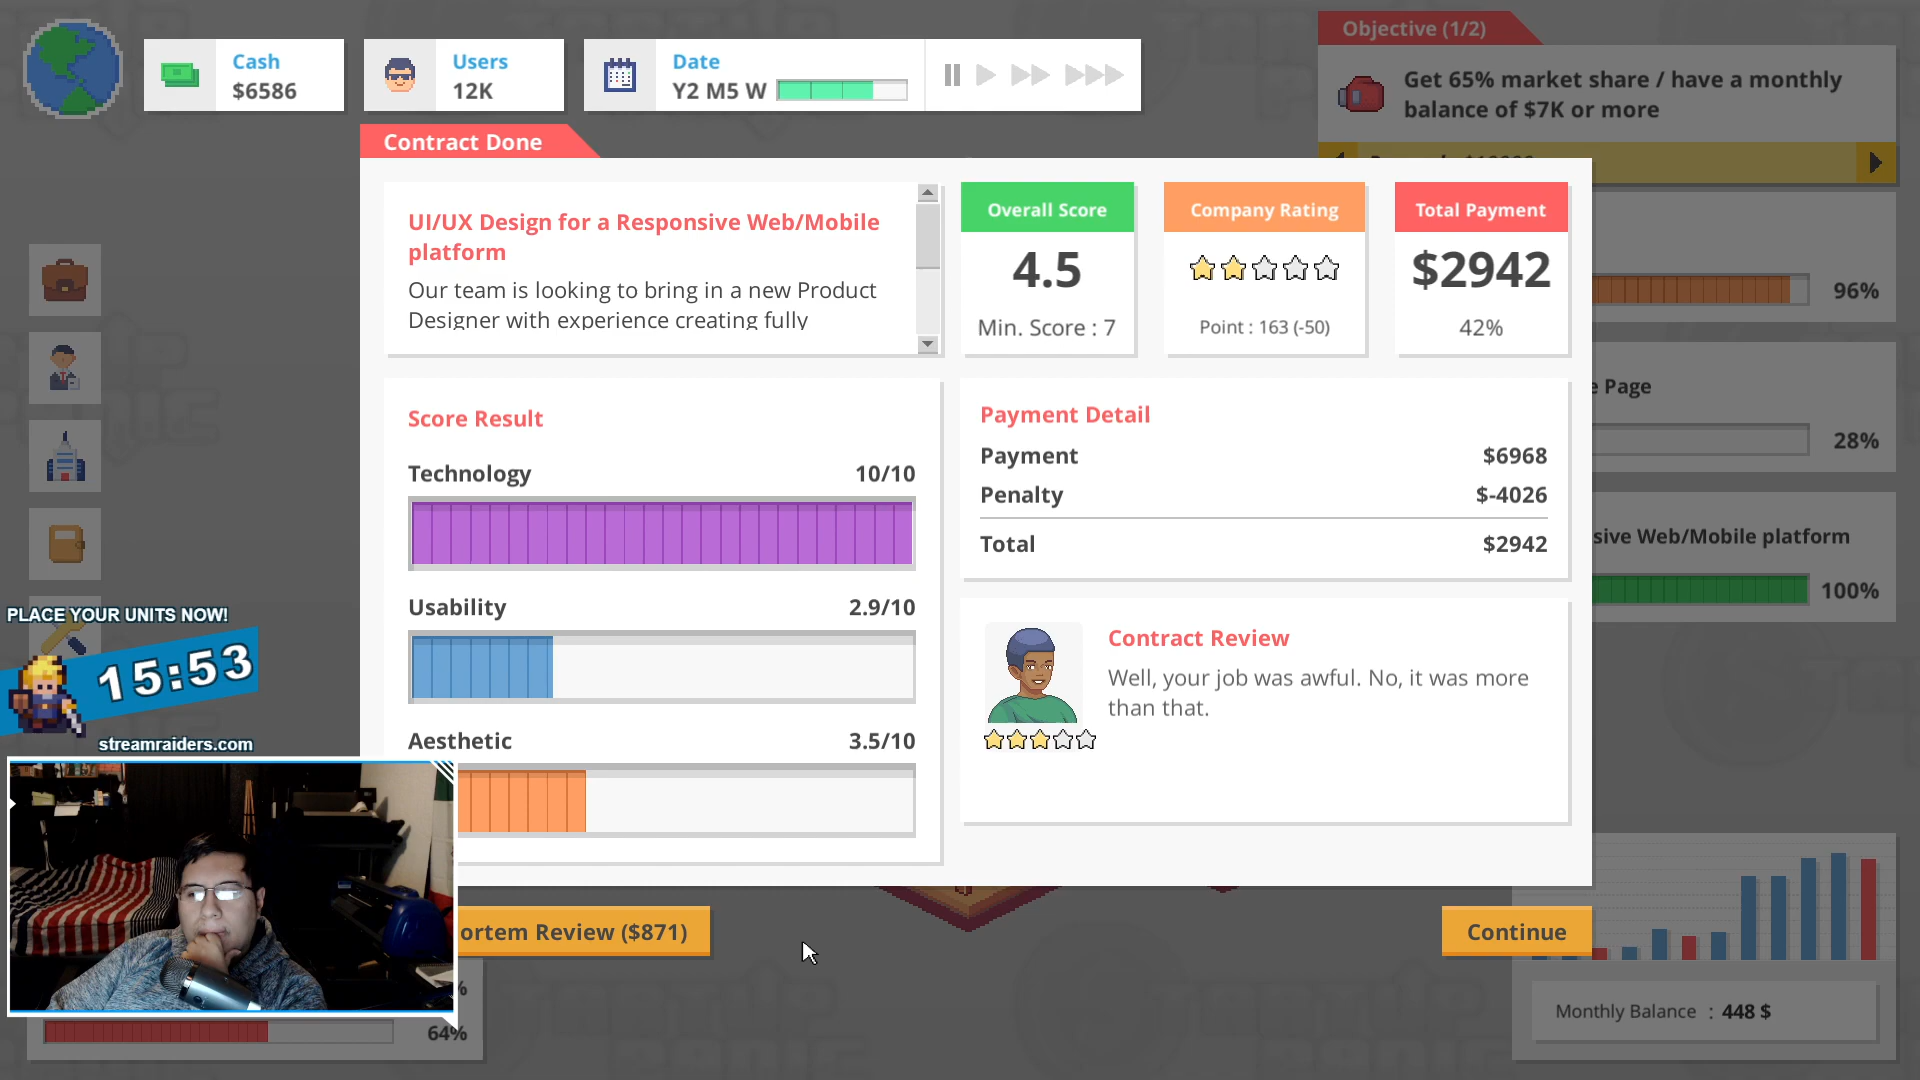 Cash
$6586
Users
12K
Date
Y2 M5 W
Objective (1/2)
Get 65% market share / have a monthly
balance of $7K or more
Contract Done
UI/UX Design for a Responsive Web/Mobile
platform
Our team is looking to bring in a new Product
Designer with experience creating fully
Overall Score
4.5
Min. Score : 7
Company Rating
Point : 163 (-50)
Total Payment
$2942
42%
96%
e Page
28%
sive Web/Mobile platform
100%
Score Result
Technology 10/10
Usability 2.9/10
Aesthetic 3.5/10
Payment Detail
Payment $6968
Penalty $-4026
Total $2942
Contract Review
Well, your job was awful. No, it was more
than that.
PLACE YOUR UNITS NOW!
15:53
streamraiders.com
ortem Review ($871)
Continue
%
64%
Monthly Balance : 448 $